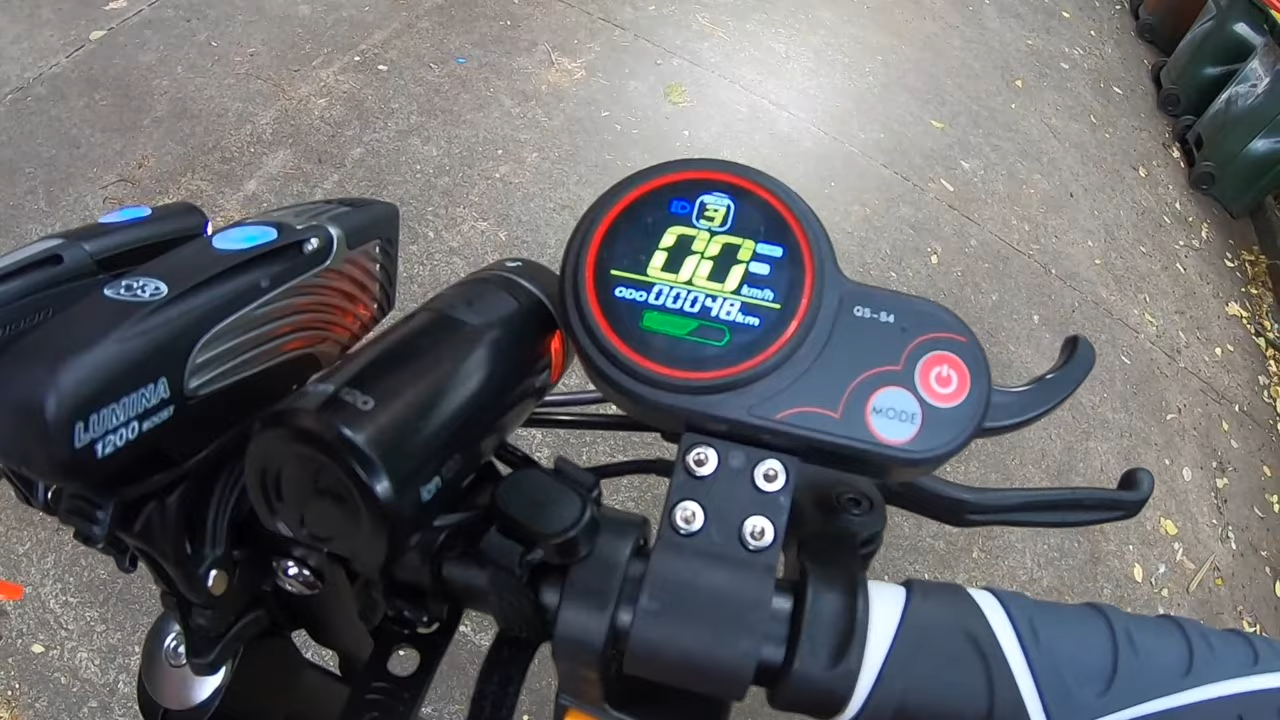 GEAR
3
00
km/h
ODO 00048 km
QS-S4
MODE
LUMINA
1200 BOOST